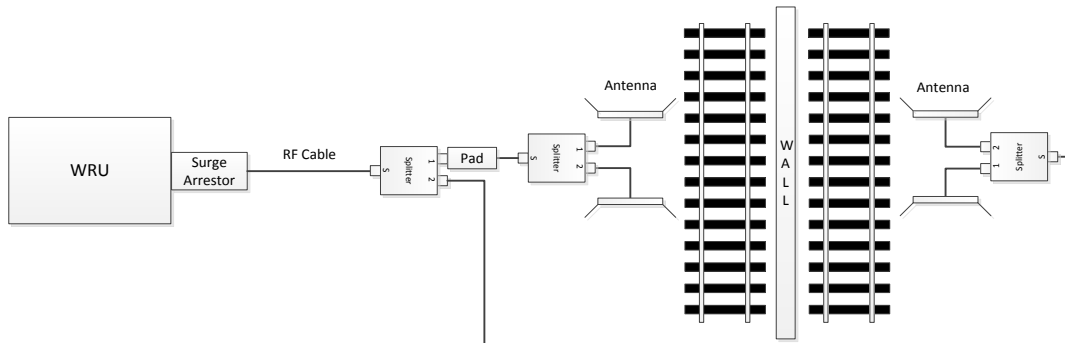 WRU
Surge
Arrestor
RF Cable
S
Splitter
1
2
Pad
S
Splitter
1
2
Antenna
W
A
L
L
Antenna
2
1
Splitter
S